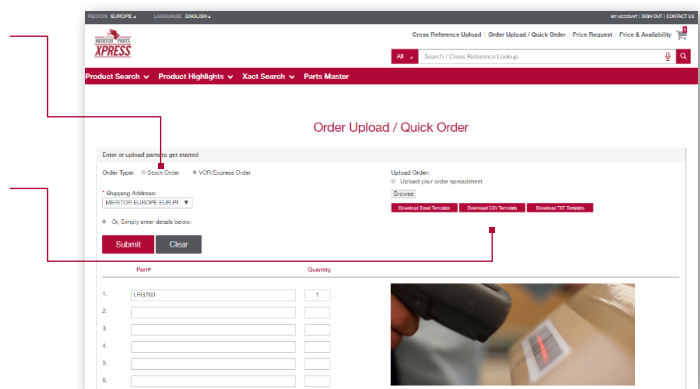 REGION EUROPE LANGUAGE ENGLISH MY ACCOUNT | SIGN OUT | CONTACT US
MERITOR PARTS
XPRESS
Cross Reference Upload | Order Upload / Quick Order | Price Request | Price & Availability
All Search / Cross Reference Lookup
Product Search Product Highlights Xact Search Parts Master
Order Upload / Quick Order
Enter or upload parts to get started
Order Type: Stock Order VOR/Express Order
Upload Order:
Upload your order spreadsheet
* Shipping Address:
MERITOR EUROPE EUR
Browse
Download Excel Template Download CSV Template Download TXT Template
Or, Simply enter details below:
Submit Clear
Part# Quantity
1. LRG700 1
2.
3.
4.
5.
6.